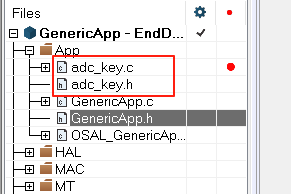 Files
GenericApp - EndD...
App
adc_key.c
adc_key.h
GenericApp.c
GenericApp.h
OSAL_GenericAp...
HAL
MAC
MT